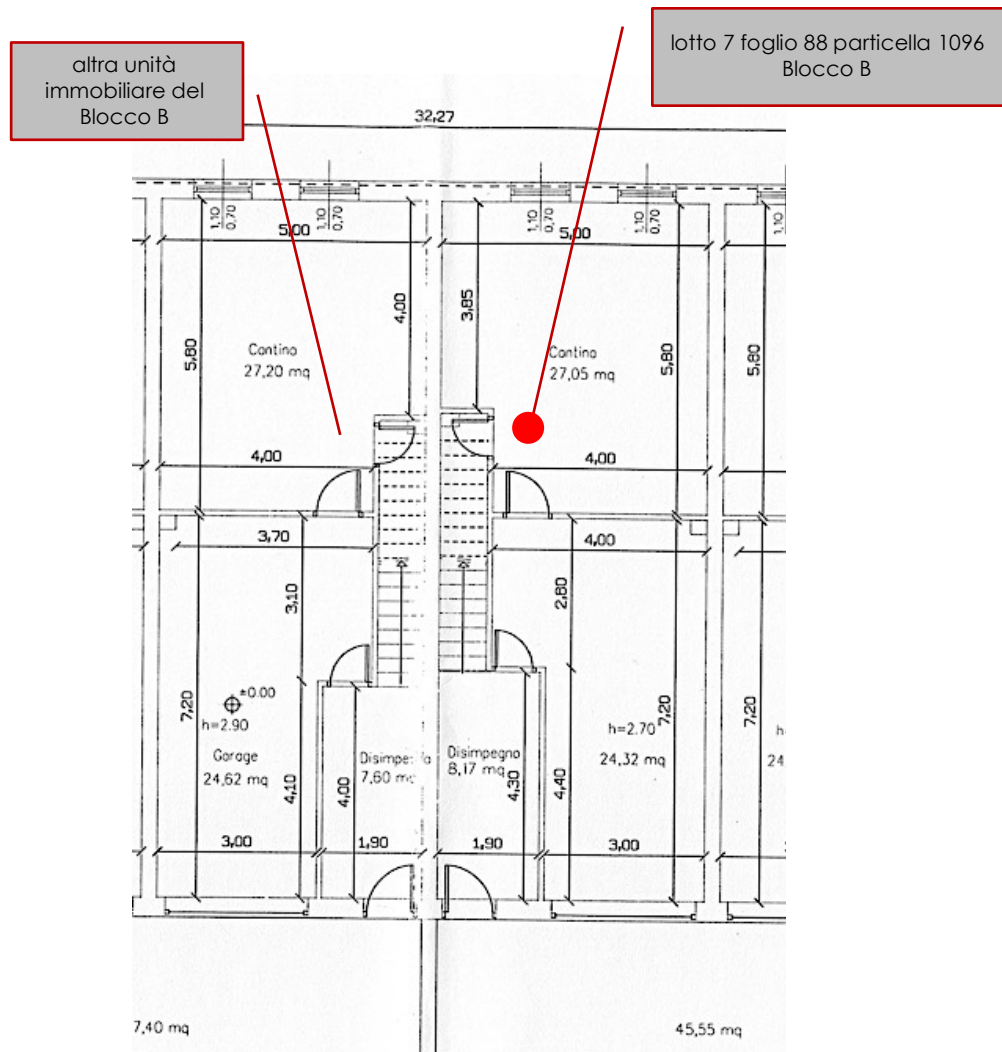 altra unità
immobiliare del
Blocco B
lotto 7 foglio 88 particella 1096
Blocco B
32,27
1,10
0,70
1,10
0,70
1,10
0,70
1,10
0,70
5,00
5,00
4,00
3,85
5,80
Cantina
27,20 mq
Cantina
27,05 mq
5,80
5,80
4,00
4,00
3,70
4,00
3,10
2,80
7,20
±0.00
h=2.90
Garage
24,62 mq
4,10
4,00
Disimpe
7,60 mq
Disimpegno
8,17 mq
4,30
4,40
h=2.70
24,32 mq
7,20
7,20
h=
24
3,00
1,90
1,90
3,00
7,40 mq
45,55 mq